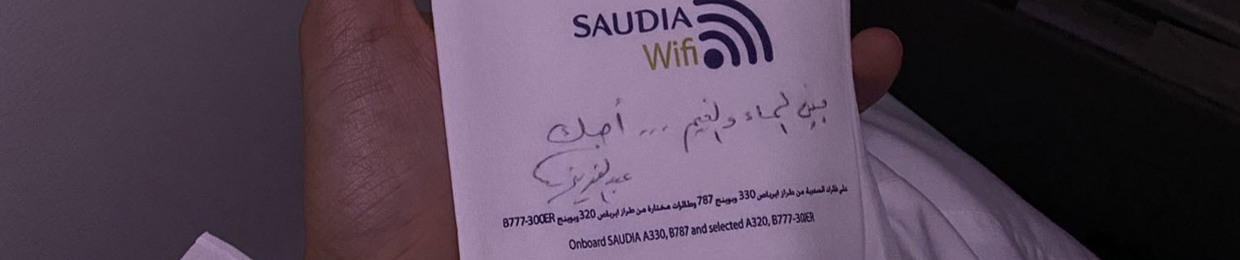 SAUDIA
Wifi
بين السماء والغيم ... أحبك
عبدالعزيز
على طائرات السعودية من طراز ايرباص 330 وبوينج 787 وطائرات مختارة من طراز ايرباص 320 وبوينج B777-300ER
Onboard SAUDIA A330, B787 and selected A320, B777-30IER